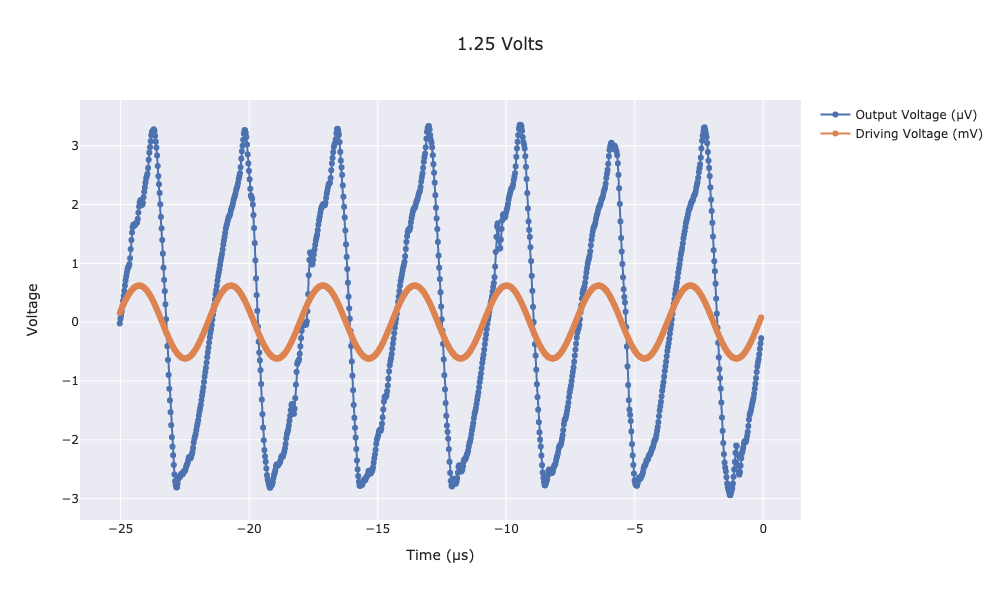 1.25 Volts
Output Voltage (μV)
Driving Voltage (mV)
3
2
1
0
−1
−2
−3
Voltage
−25
−20
−15
−10
−5
0
Time (μs)